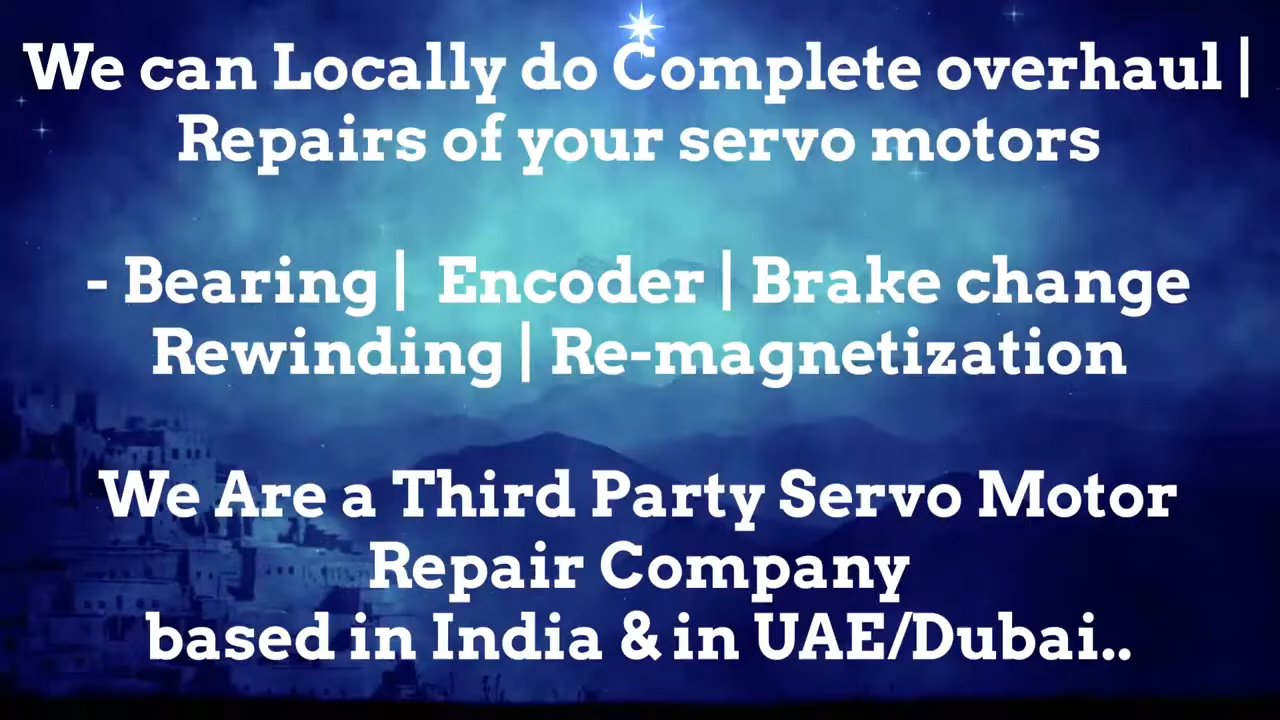 We can Locally do Complete overhaul |
Repairs of your servo motors
- Bearing | Encoder | Brake change
Rewinding | Re-magnetization
We Are a Third Party Servo Motor
Repair Company
based in India & in UAE/Dubai..